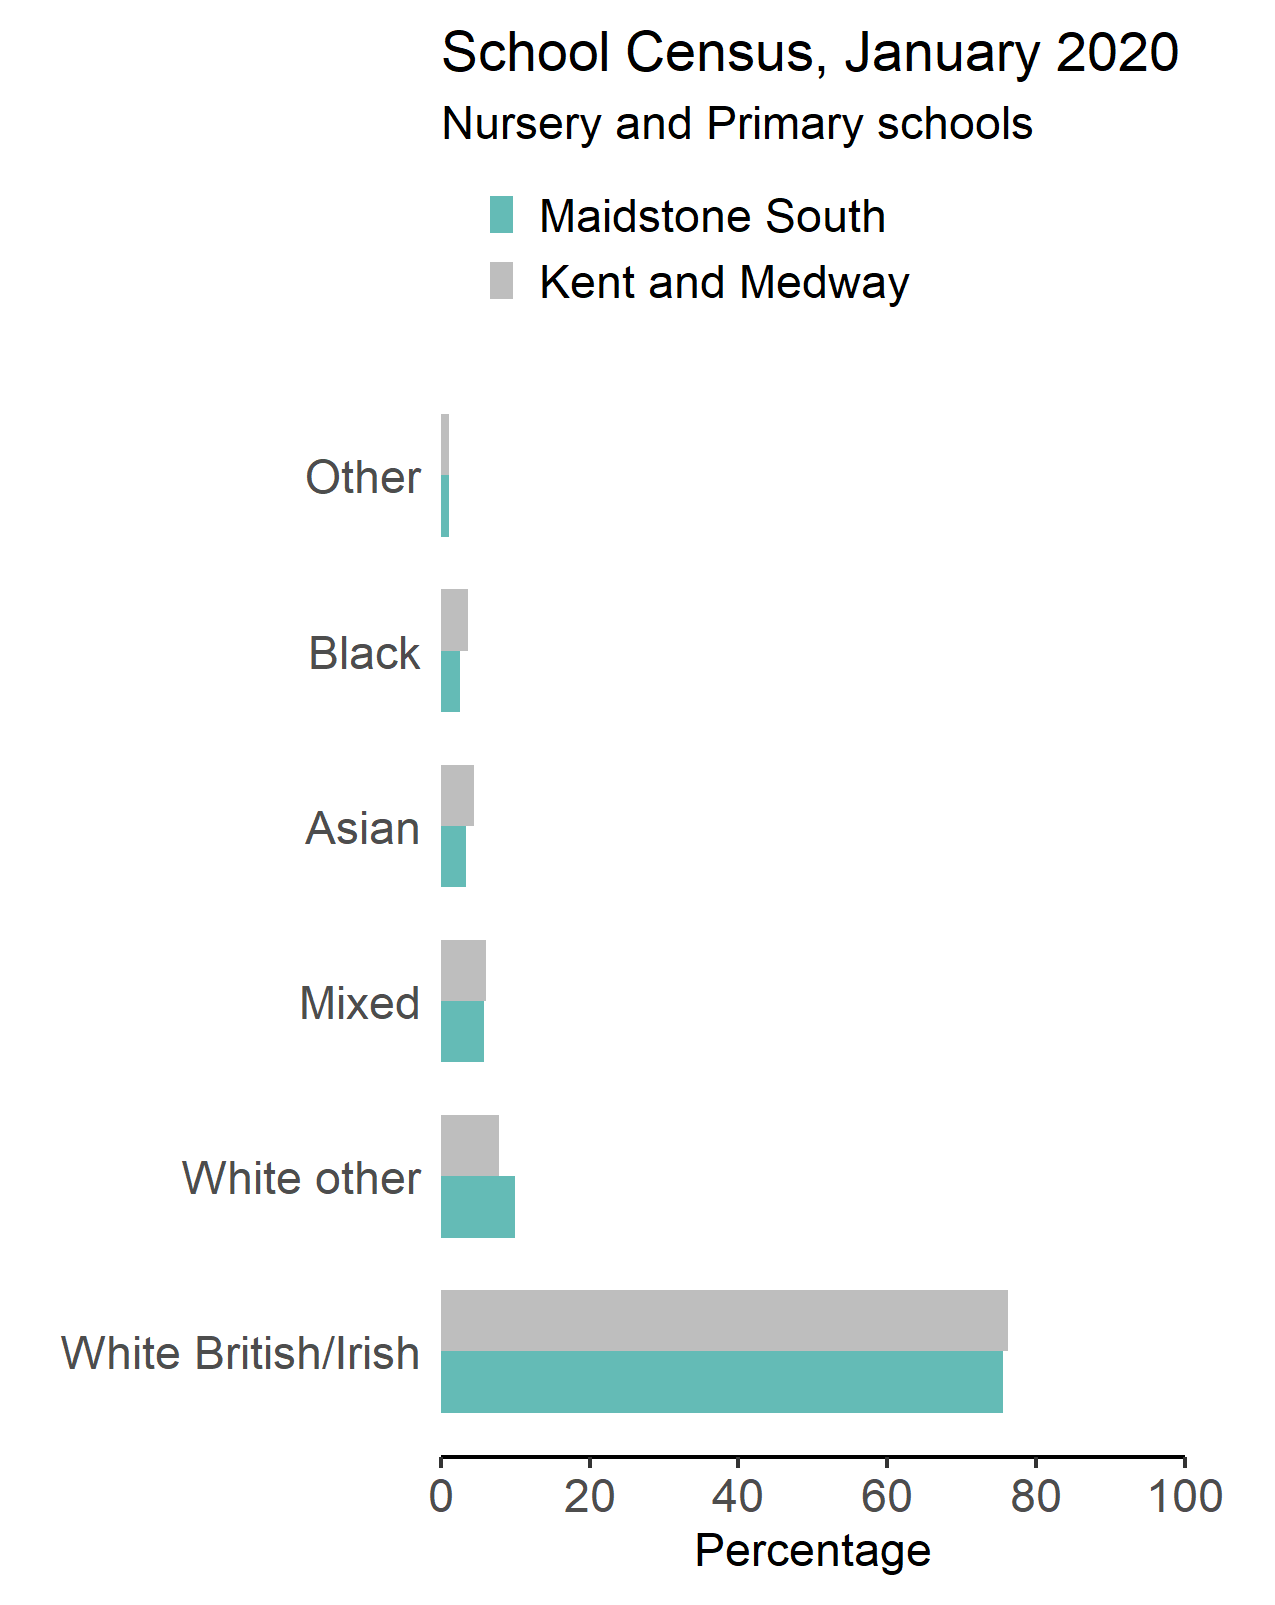 School Census, January 2020
Nursery and Primary schools
Maidstone South
Kent and Medway
Other
Black
Asian
Mixed
White other
White British/Irish
0 20 40 60 80 100
Percentage